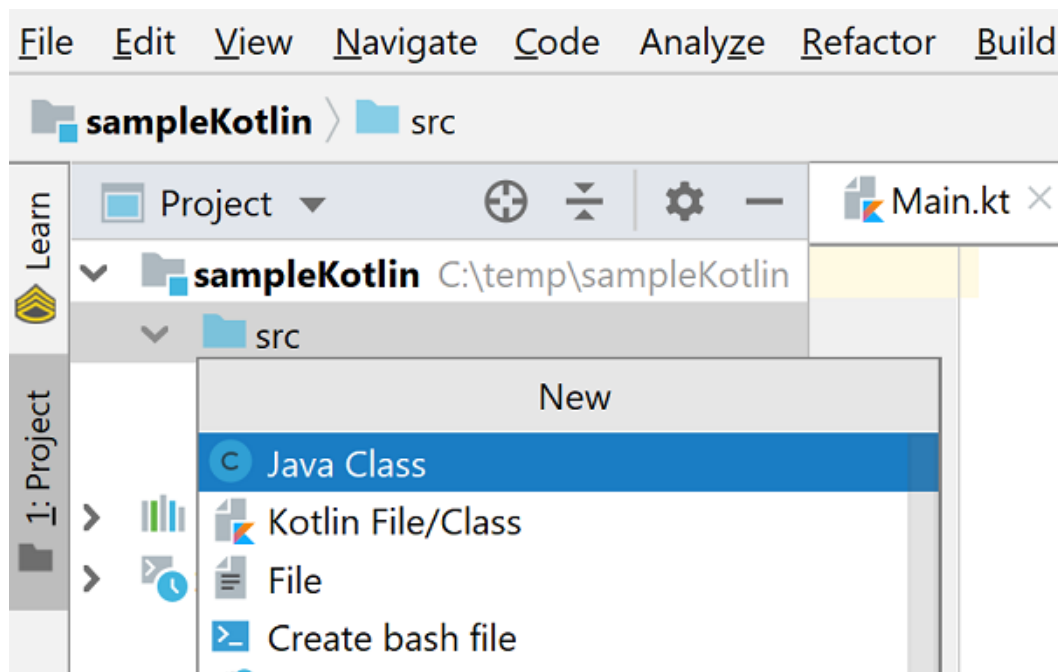 File Edit View Navigate Code Analyze Refactor Build
sampleKotlin src
Learn
1: Project
Project
Main.kt
sampleKotlin C:\temp\sampleKotlin
src
New
Java Class
Kotlin File/Class
File
Create bash file